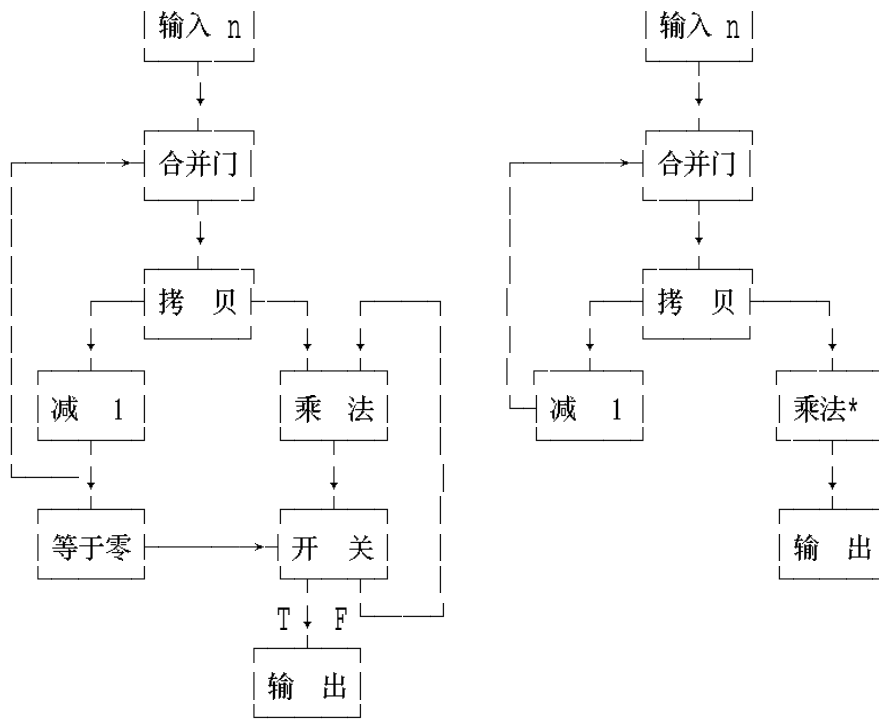 输入 n
输入 n
合并门
合并门
拷 贝
拷 贝
减 1
乘 法
减 1
乘法*
等于零
开 关
输 出
T F
输 出